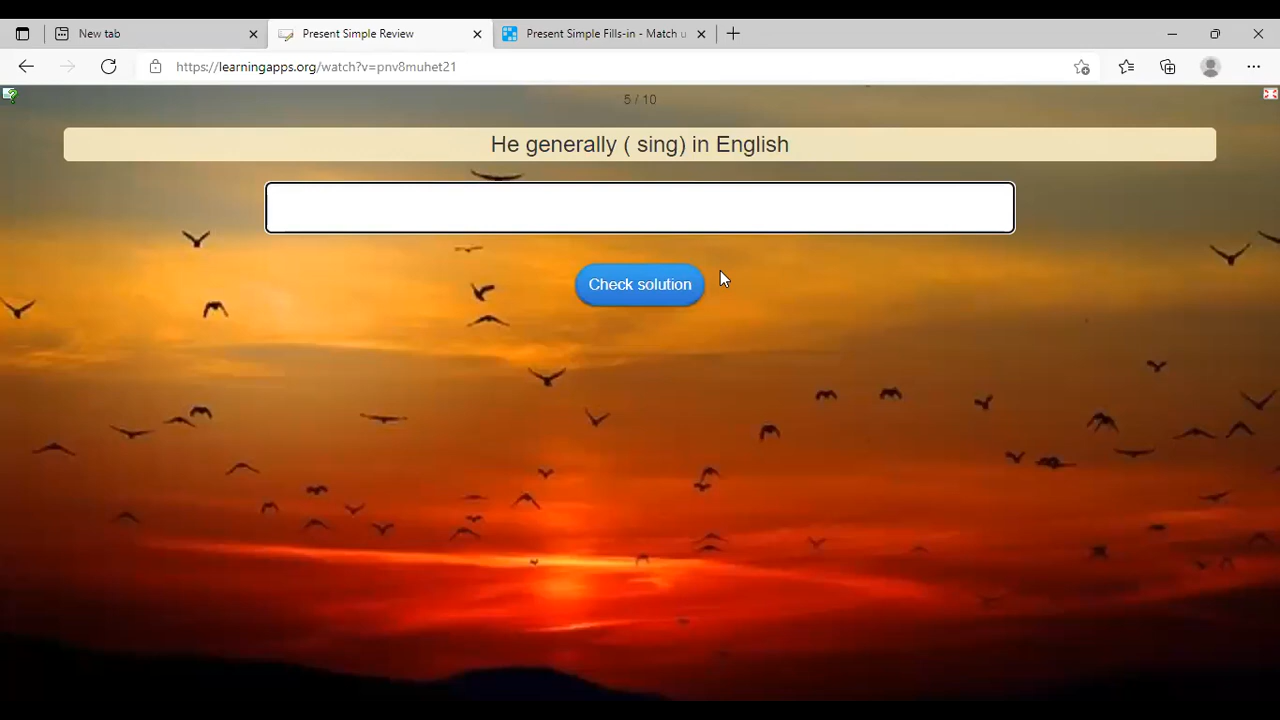 New tab
Present Simple Review
Present Simple Fills-in - Match u
https://learningapps.org/watch?v=pnv8muhet21
5 / 10
He generally ( sing) in English
Check solution